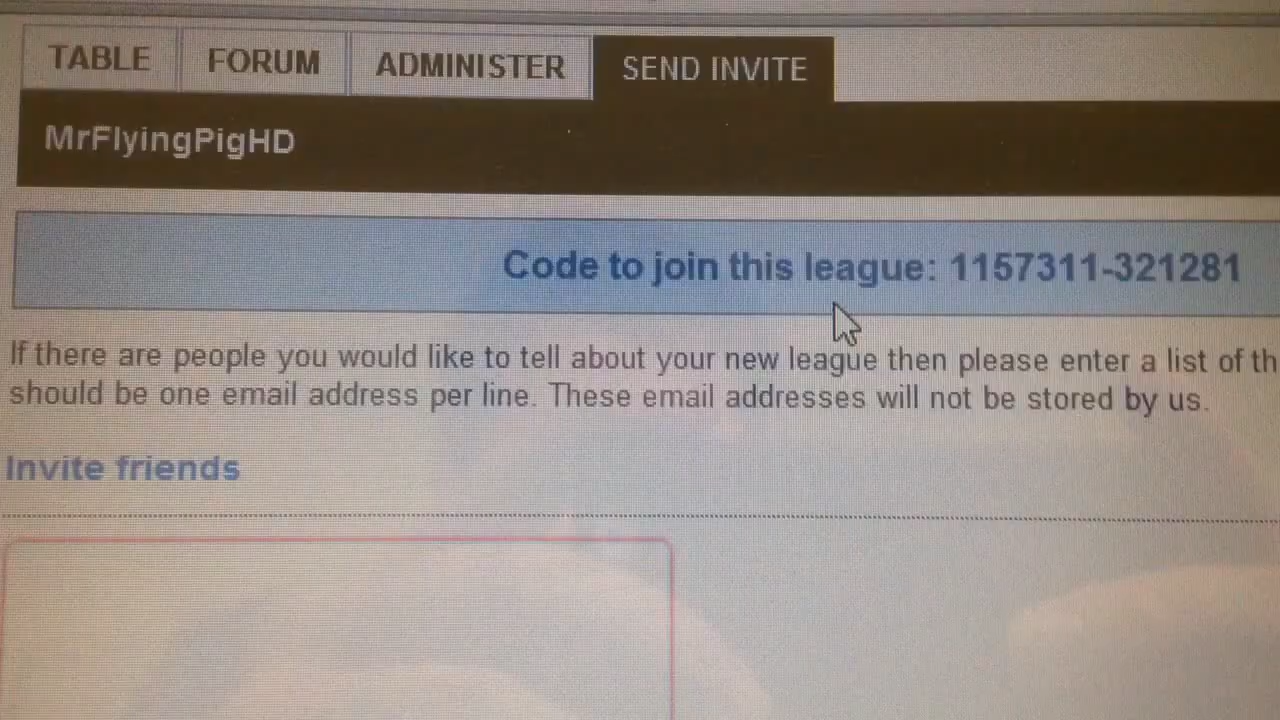 TABLE FORUM ADMINISTER SEND INVITE
MrFlyingPigHD
Code to join this league: 1157311-321281
If there are people you would like to tell about your new league then please enter a list of th
should be one email address per line. These email addresses will not be stored by us.
Invite friends